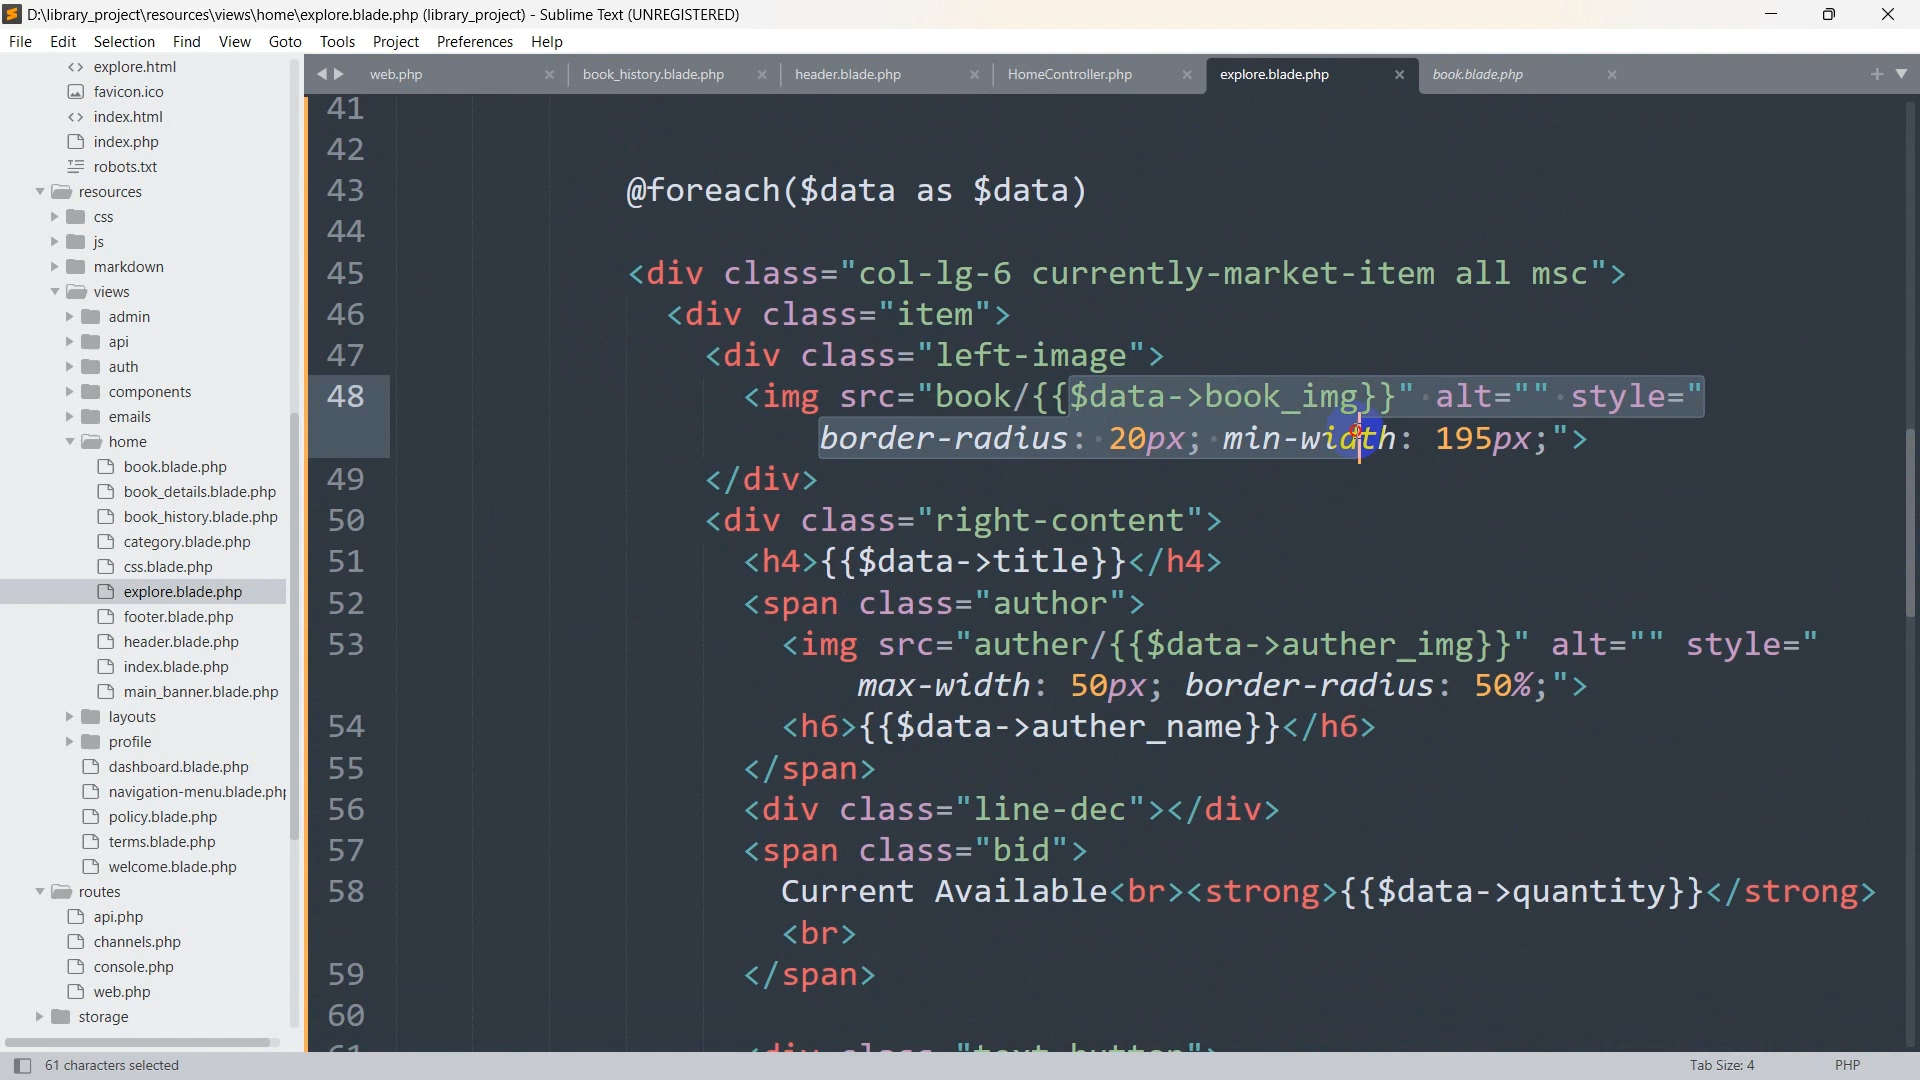 D:\library_project\resources\views\home\explore.blade.php (library_project) - Sublime Text (UNREGISTERED)
File Edit Selection Find View Goto Tools Project Preferences Help
explore.html
favicon.ico
index.html
index.php
robots.txt
resources
css
js
markdown
views
admin
api
auth
components
emails
home
book.blade.php
book_details.blade.php
book_history.blade.php
category.blade.php
css.blade.php
explore.blade.php
footer.blade.php
header.blade.php
index.blade.php
main_banner.blade.php
layouts
profile
dashboard.blade.php
navigation-menu.blade.php
policy.blade.php
terms.blade.php
welcome.blade.php
routes
api.php
channels.php
console.php
web.php
storage
web.php book_history.blade.php header.blade.php HomeController.php explore.blade.php book.blade.php
41
42
43 @foreach($data as $data)
44
45 <div class="col-lg-6 currently-market-item all msc">
46 <div class="item">
47 <div class="left-image">
48 <img src="book/{{$data->book_img}}" alt="" style="
border-radius: 20px; min-width: 195px;">
49 </div>
50 <div class="right-content">
51 <h4>{{$data->title}}</h4>
52 <span class="author">
53 <img src="auther/{{$data->auther_img}}" alt="" style="
max-width: 50px; border-radius: 50%;">
54 <h6>{{$data->auther_name}}</h6>
55 </span>
56 <div class="line-dec"></div>
57 <span class="bid">
58 Current Available<br><strong>{{$data->quantity}}</strong>
<br>
59 </span>
60
61 <div class="text-button">
61 characters selected Tab Size: 4 PHP